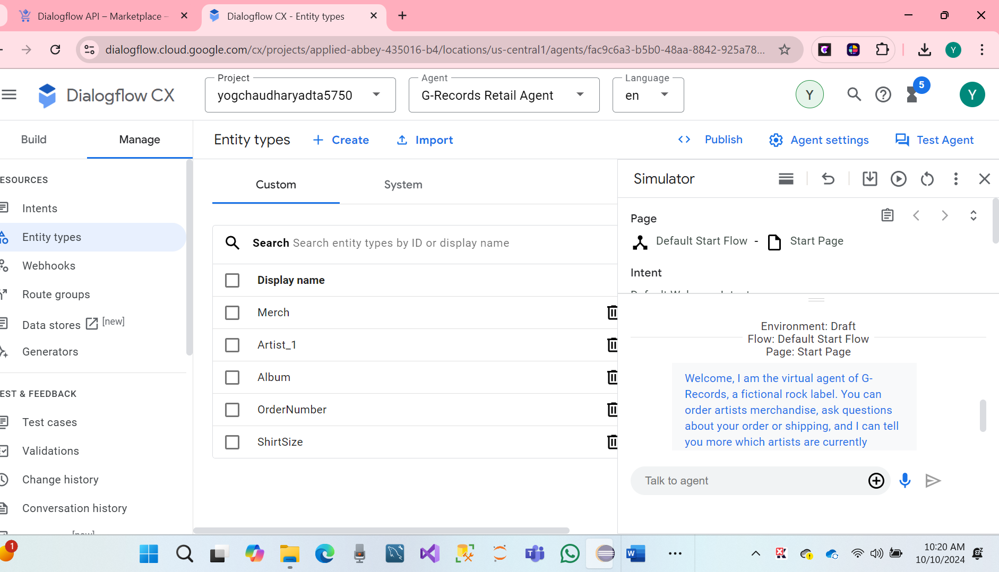 Dialogflow API – Marketplace –
Dialogflow CX - Entity types
dialogflow.cloud.google.com/cx/projects/applied-abbey-435016-b4/locations/us-central1/agents/fac9c6a3-b5b0-48aa-8842-925a78...
Y
Dialogflow CX
Project
yogchaudharyadta5750
Agent
G-Records Retail Agent
Language
en
Y
5
Y
Build
Manage
Entity types
Create
Import
Publish
Agent settings
Test Agent
ESOURCES
Intents
Entity types
Webhooks
Route groups
Data stores [new]
Generators
EST & FEEDBACK
Test cases
Validations
Change history
Conversation history
Custom
System
Search Search entity types by ID or display name
Display name
Merch
Artist_1
Album
OrderNumber
ShirtSize
Simulator
Page
Default Start Flow - Start Page
Intent
Environment: Draft
Flow: Default Start Flow
Page: Start Page
Welcome, I am the virtual agent of G-
Records, a fictional rock label. You can
order artists merchandise, ask questions
about your order or shipping, and I can tell
you more which artists are currently
Talk to agent
1
10:20 AM
10/10/2024